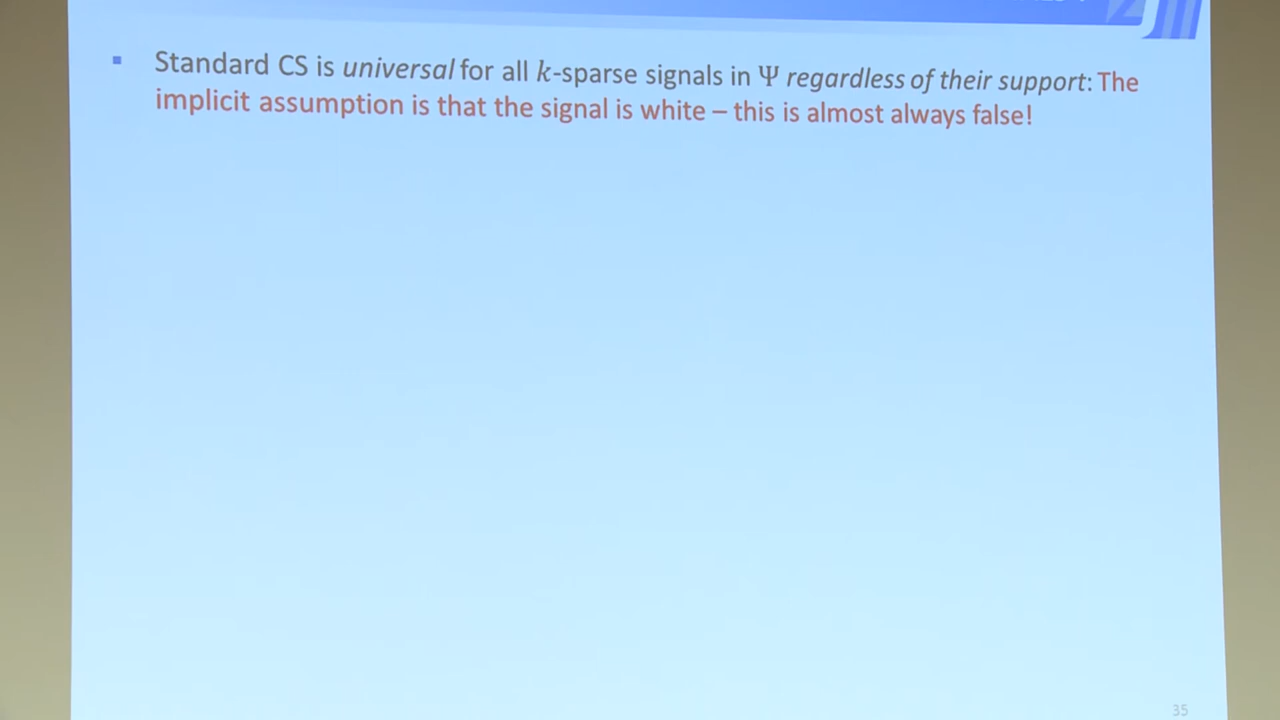 ▪ Standard CS is universal for all k-sparse signals in Ψ regardless of their support: The
implicit assumption is that the signal is white – this is almost always false!
35